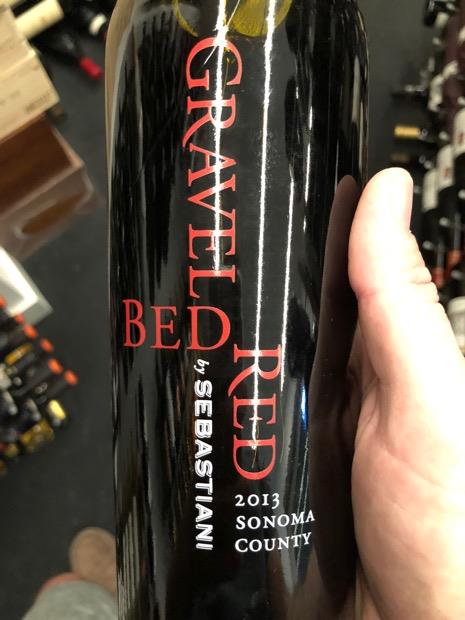 GRAVEL
BED
RED
by SEBASTIANI
2013
SONOMA
COUNTY